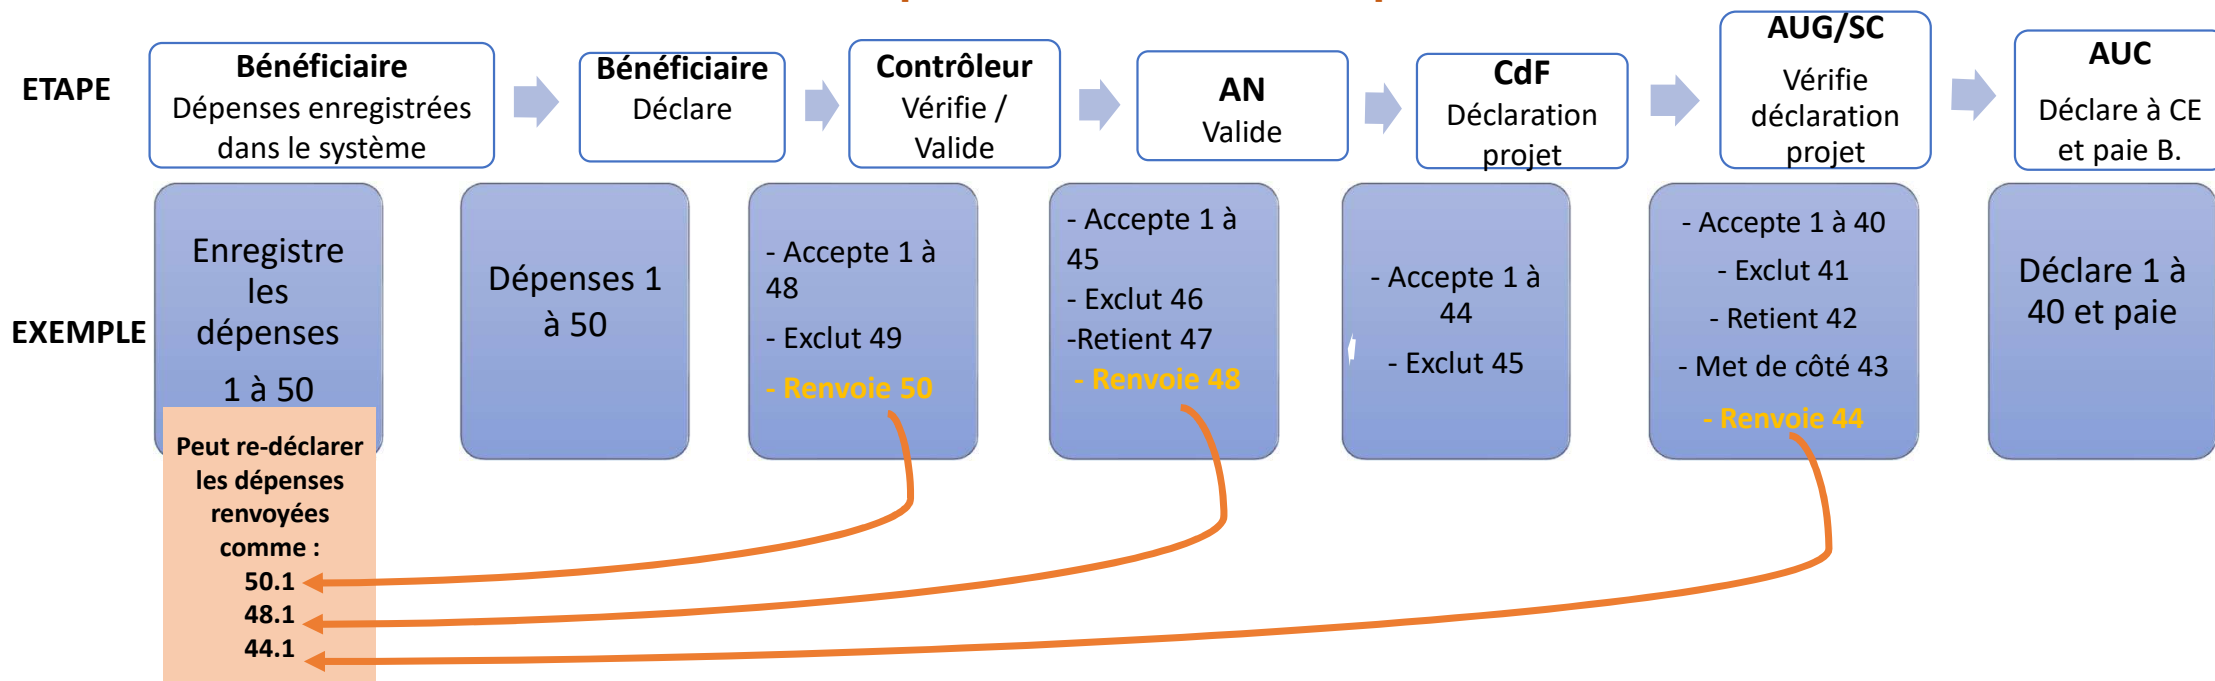 ETAPE
Bénéficiaire
Dépenses enregistrées
dans le système
Bénéficiaire
Déclare
Contrôleur
Vérifie /
Valide
AN
Valide
CdF
Déclaration
projet
AUG/SC
Vérifie
déclaration
projet
AUC
Déclare à CE
et paie B.
EXEMPLE
Enregistre
les
dépenses
1 à 50
Dépenses 1
à 50
- Accepte 1 à
48
- Exclut 49
- Renvoie 50
- Accepte 1 à
45
- Exclut 46
-Retient 47
- Renvoie 48
- Accepte 1 à
44
- Exclut 45
- Accepte 1 à 40
- Exclut 41
- Retient 42
- Met de côté 43
- Renvoie 44
Déclare 1 à
40 et paie
Peut re-déclarer
les dépenses
renvoyées
comme :
50.1
48.1
44.1